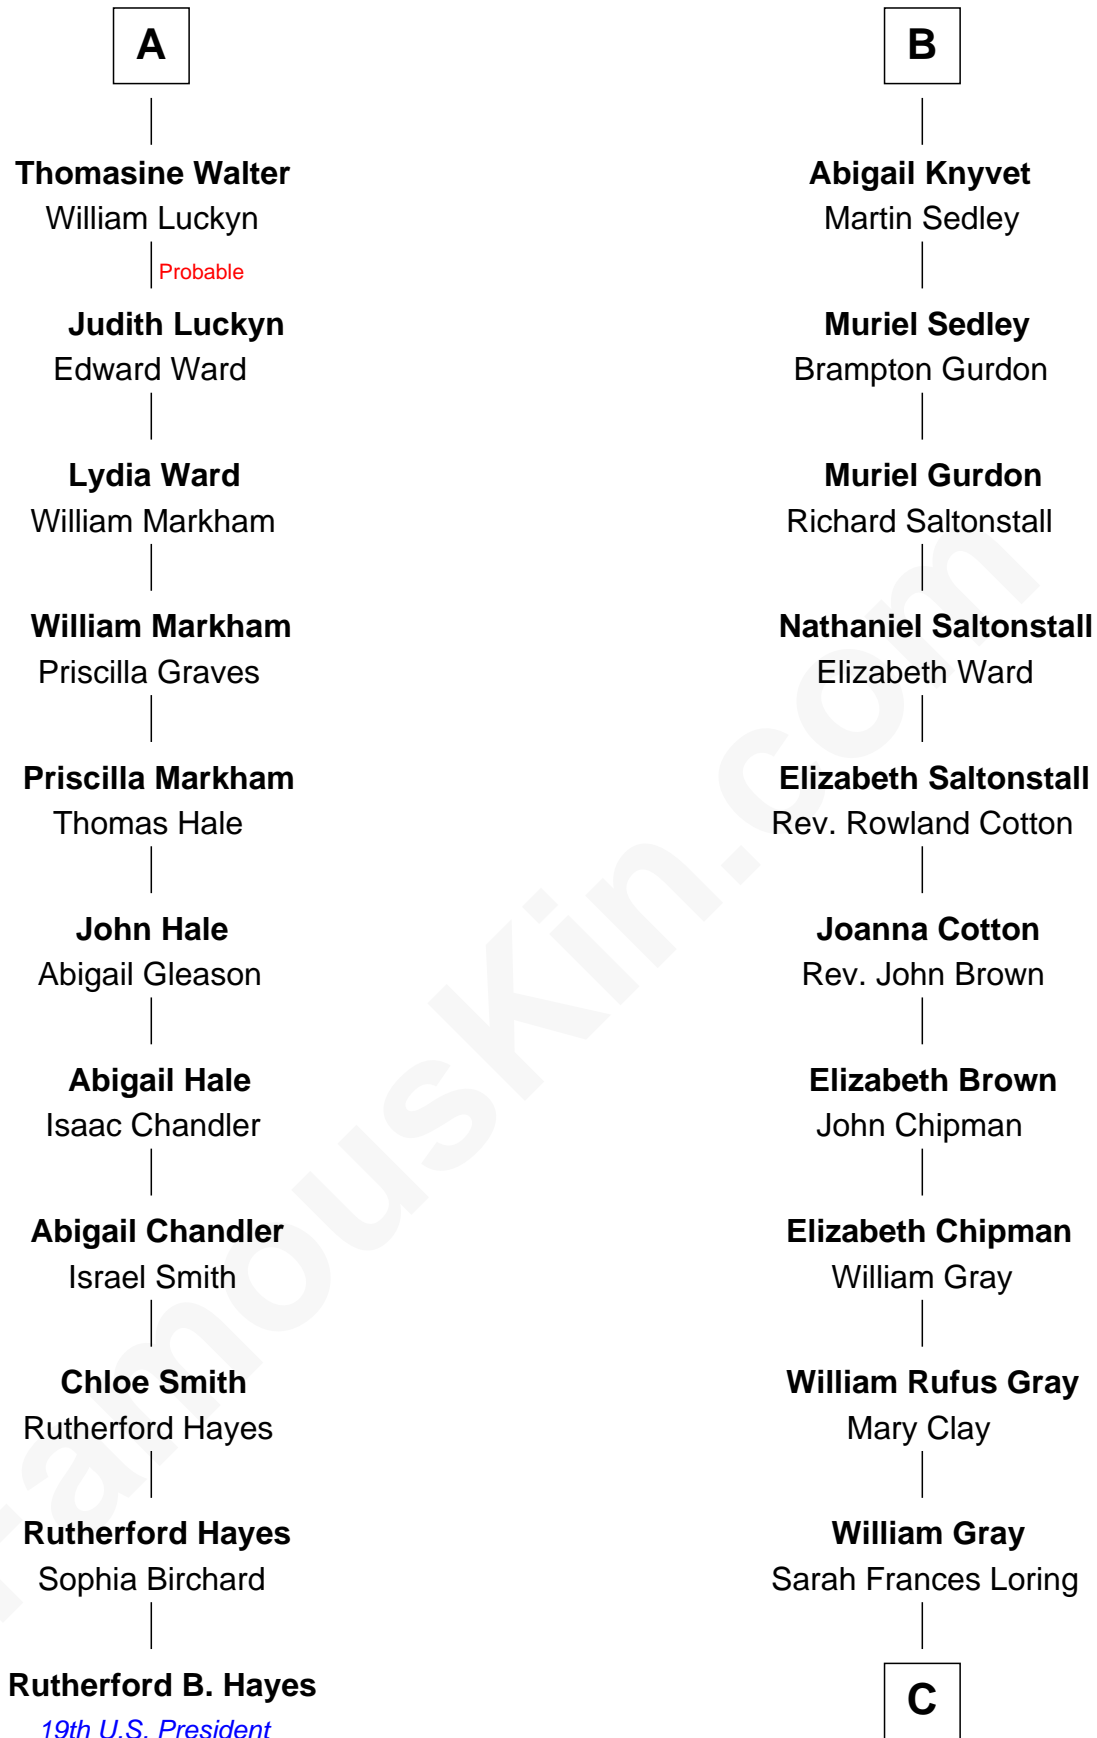 A
Thomasine Walter
William Luckyn
Probable
Judith Luckyn
Edward Ward
Lydia Ward
William Markham
William Markham
Priscilla Graves
Priscilla Markham
Thomas Hale
John Hale
Abigail Gleason
Abigail Hale
Isaac Chandler
Abigail Chandler
Israel Smith
Chloe Smith
Rutherford Hayes
Rutherford Hayes
Sophia Birchard
Rutherford B. Hayes
19th U.S. President
B
Abigail Knyvet
Martin Sedley
Muriel Sedley
Brampton Gurdon
Muriel Gurdon
Richard Saltonstall
Nathaniel Saltonstall
Elizabeth Ward
Elizabeth Saltonstall
Rev. Rowland Cotton
Joanna Cotton
Rev. John Brown
Elizabeth Brown
John Chipman
Elizabeth Chipman
William Gray
William Rufus Gray
Mary Clay
William Gray
Sarah Frances Loring
C
FamousKin.com